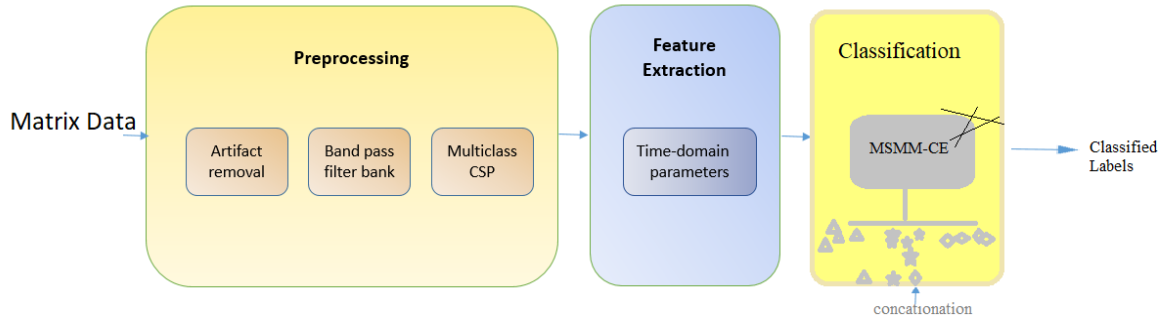 Matrix Data
Preprocessing
Artifact
removal
Band pass
filter bank
Multiclass
CSP
Feature
Extraction
Time-domain
parameters
Classification
MSMM-CE
concationation
Classified
Labels